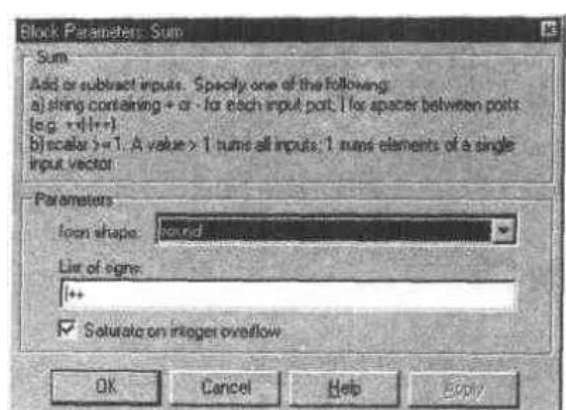 Block Parameters: Sum
Sum
Add or subtract inputs. Specify one of the following:
a) string containing + or - for each input port, | for spacer between ports
(e.g. ++|-|++)
b) scalar >= 1. A value > 1 sums all inputs; 1 sums elements of a single
input vector
Parameters
Icon shape: round
List of signs:
|++
Saturate on integer overflow
OK Cancel Help Apply